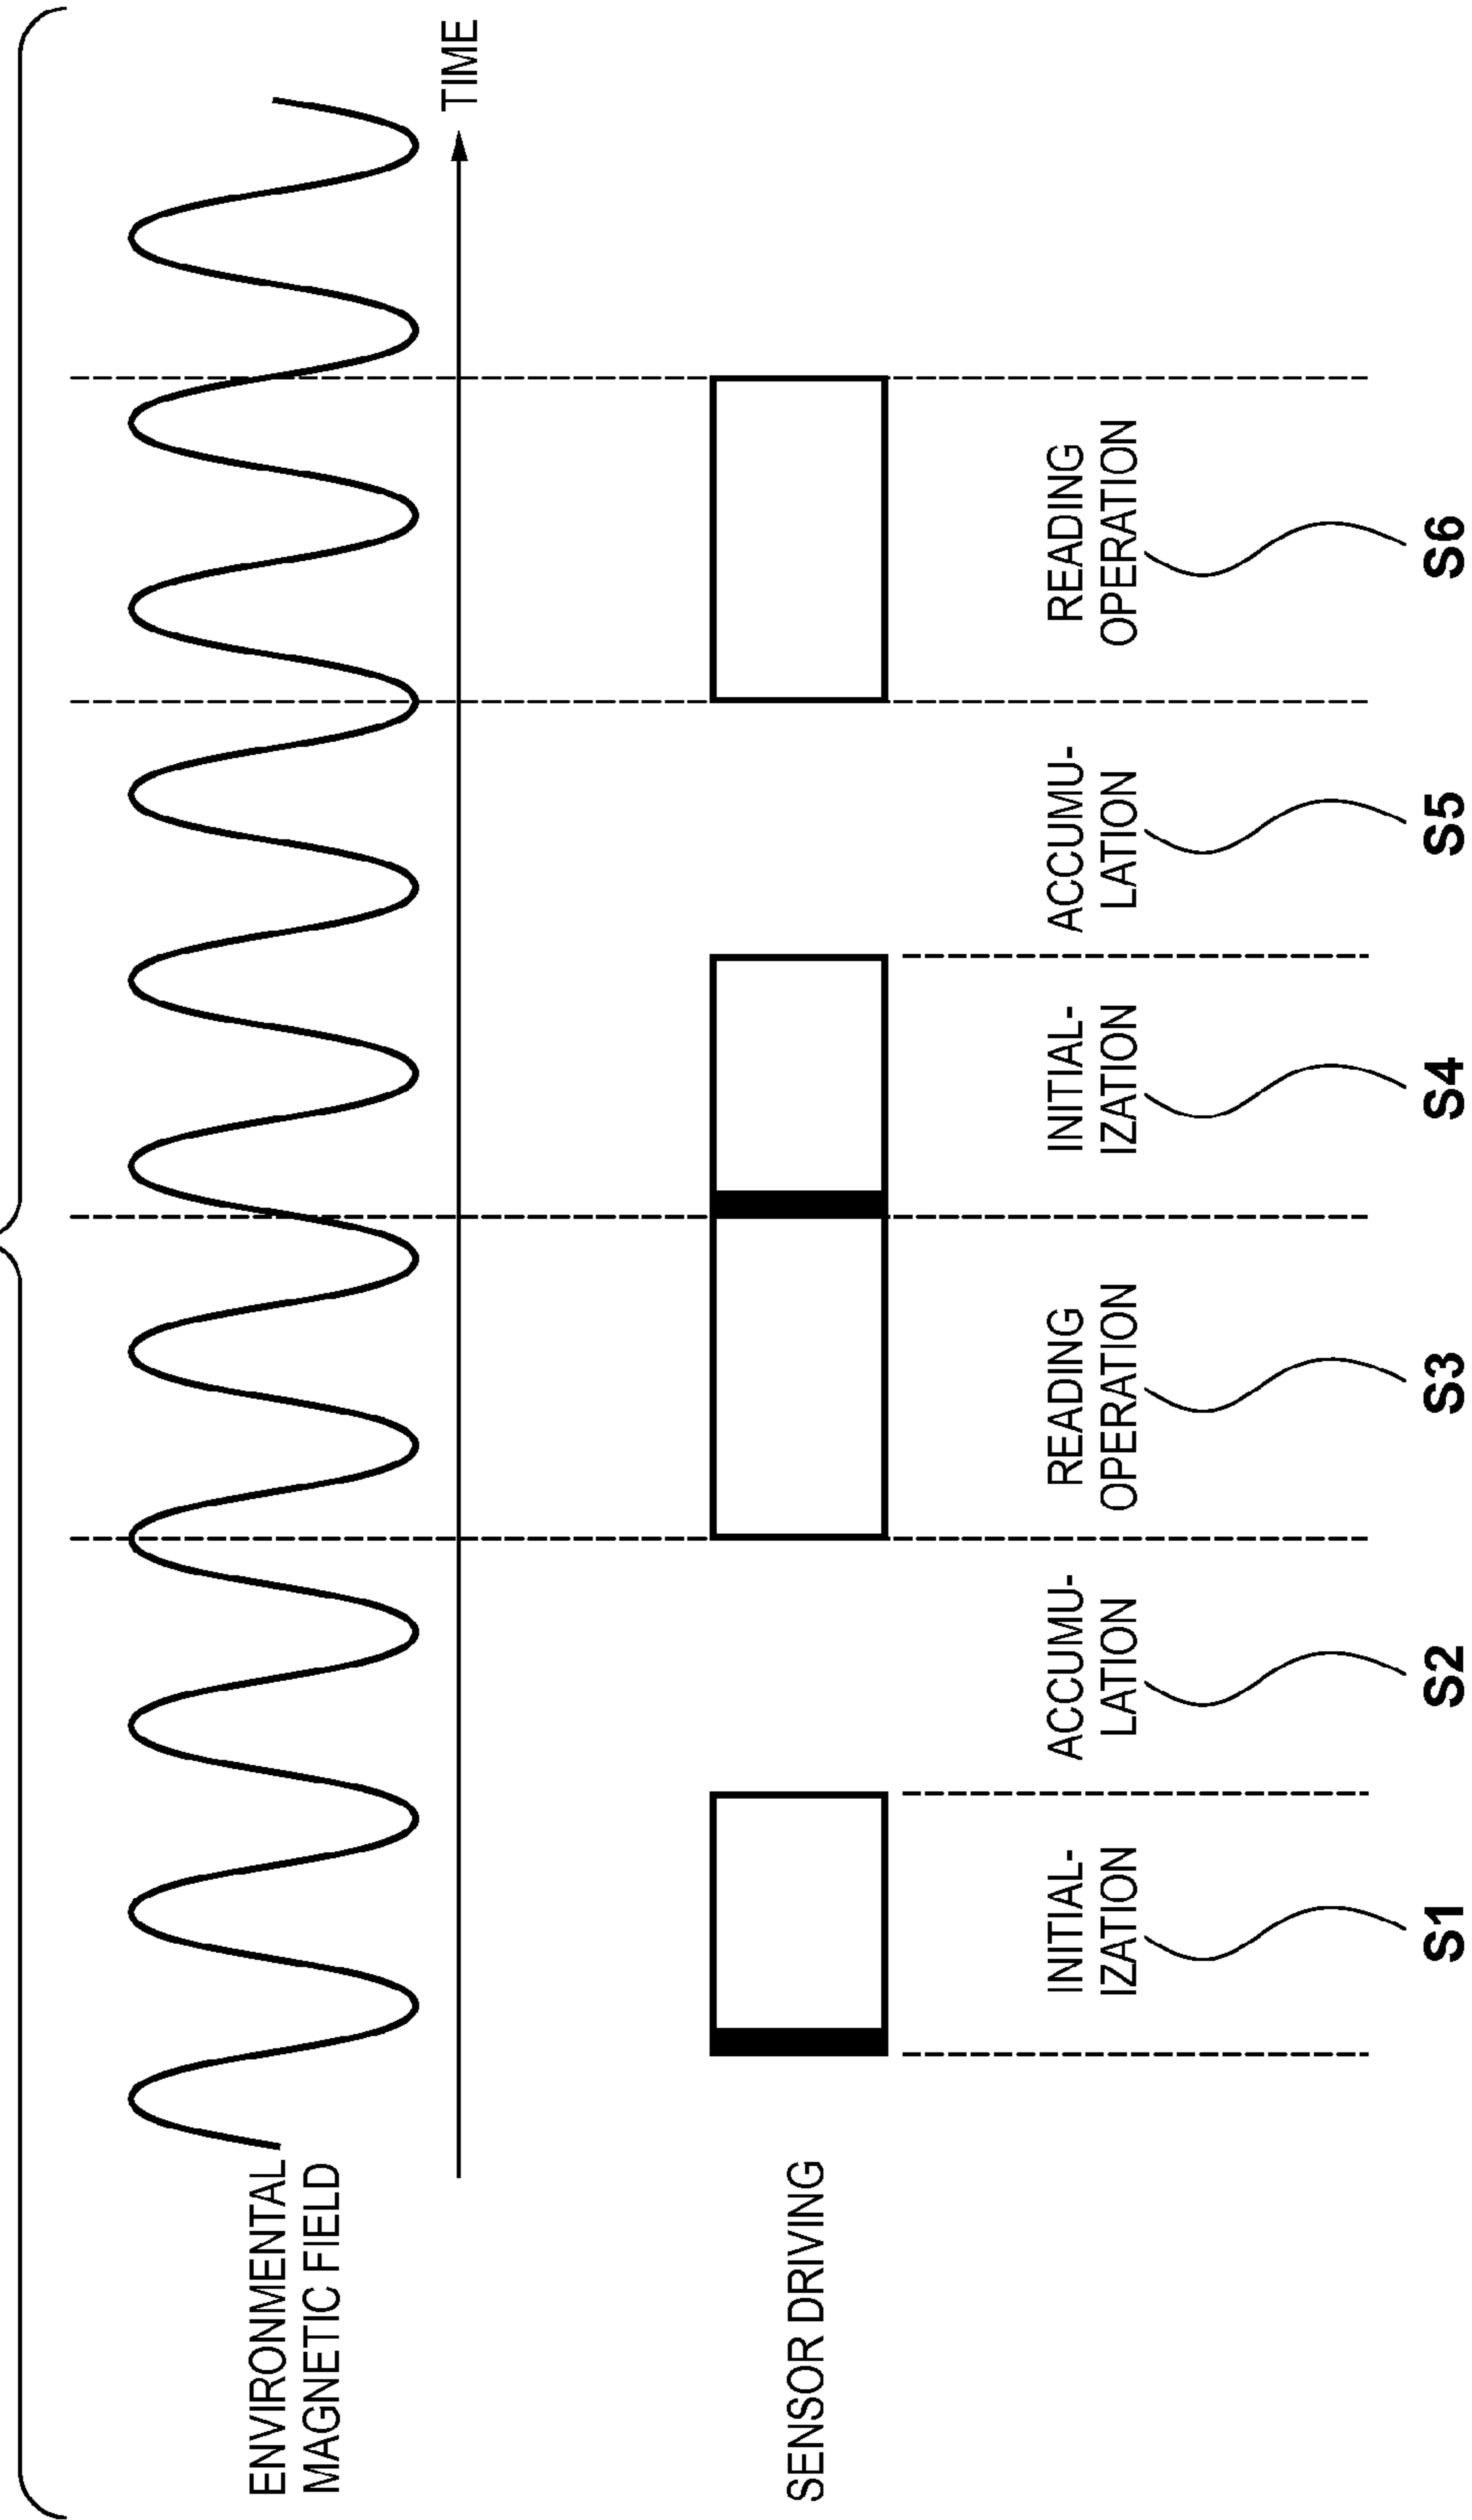 ENVIRONMENTAL
MAGNETIC FIELD
TIME
SENSOR DRIVING
INITIAL-
IZATION
ACCUMU-
LATION
READING
OPERATION
INITIAL-
IZATION
ACCUMU-
LATION
READING
OPERATION
S1
S2
S3
S4
S5
S6